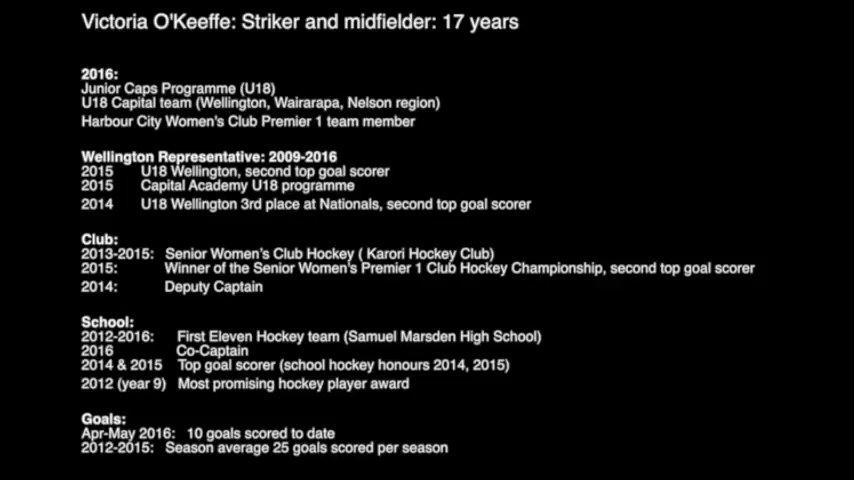 Victoria O'Keeffe: Striker and midfielder: 17 years
2016:
Junior Caps Programme (U18)
U18 Capital team (Wellington, Wairarapa, Nelson region)
Harbour City Women's Club Premier 1 team member
Wellington Representative: 2009-2016
2015 U18 Wellington, second top goal scorer
2015 Capital Academy U18 programme
2014 U18 Wellington 3rd place at Nationals, second top goal scorer
Club:
2013-2015: Senior Women's Club Hockey ( Karori Hockey Club)
2015: Winner of the Senior Women's Premier 1 Club Hockey Championship, second top goal scorer
2014: Deputy Captain
School:
2012-2016: First Eleven Hockey team (Samuel Marsden High School)
2016 Co-Captain
2014 & 2015 Top goal scorer (school hockey honours 2014, 2015)
2012 (year 9) Most promising hockey player award
Goals:
Apr-May 2016: 10 goals scored to date
2012-2015: Season average 25 goals scored per season